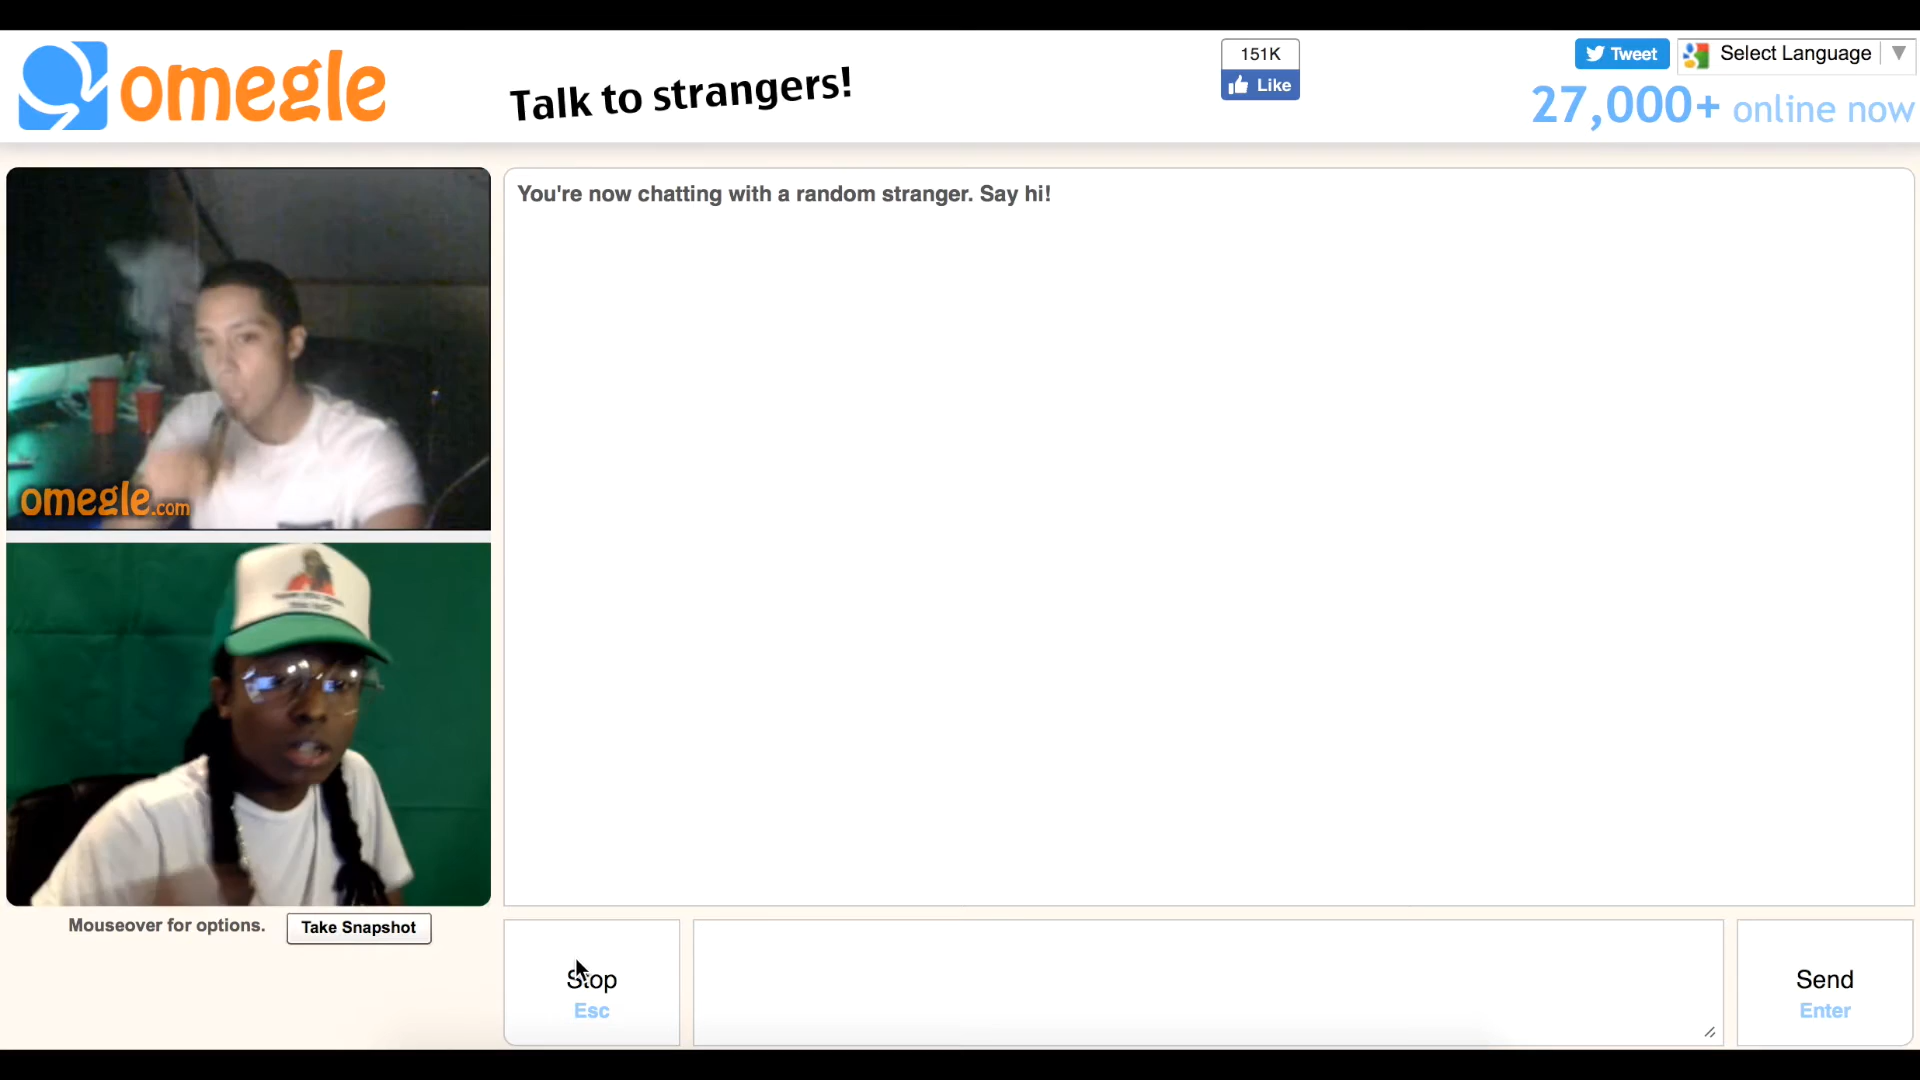 omegle
Talk to strangers!
151K
Like
Tweet
Select Language
27,000+ online now
You're now chatting with a random stranger. Say hi!
omegle.com
Mouseover for options.
Take Snapshot
Stop
Esc
Send
Enter